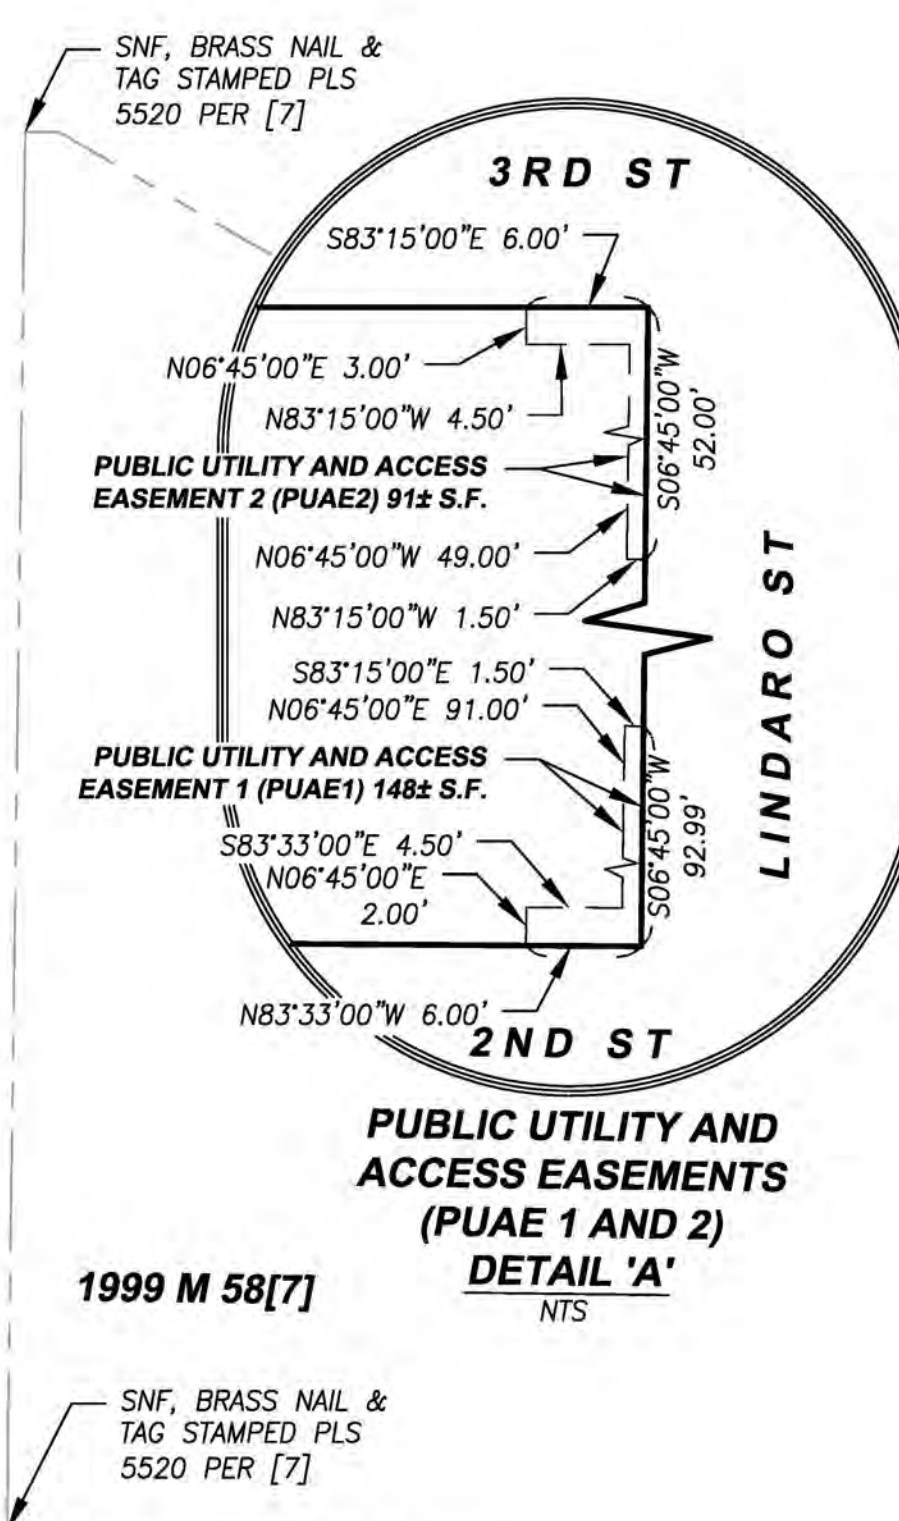 SNF, BRASS NAIL &
TAG STAMPED PLS
5520 PER [7]
3RD ST
S83°15'00"E 6.00'
N06°45'00"E 3.00'
N83°15'00"W 4.50'
S06°45'00"W
52.00'
PUBLIC UTILITY AND ACCESS
EASEMENT 2 (PUAE2) 91± S.F.
N06°45'00"W 49.00'
N83°15'00"W 1.50'
LINDARO ST
S83°15'00"E 1.50'
N06°45'00"E 91.00'
PUBLIC UTILITY AND ACCESS
EASEMENT 1 (PUAE1) 148± S.F.
S06°45'00"W
92.99'
S83°33'00"E 4.50'
N06°45'00"E
2.00'
N83°33'00"W 6.00'
2ND ST
PUBLIC UTILITY AND
ACCESS EASEMENTS
(PUAE 1 AND 2)
DETAIL 'A'
NTS
1999 M 58[7]
SNF, BRASS NAIL &
TAG STAMPED PLS
5520 PER [7]